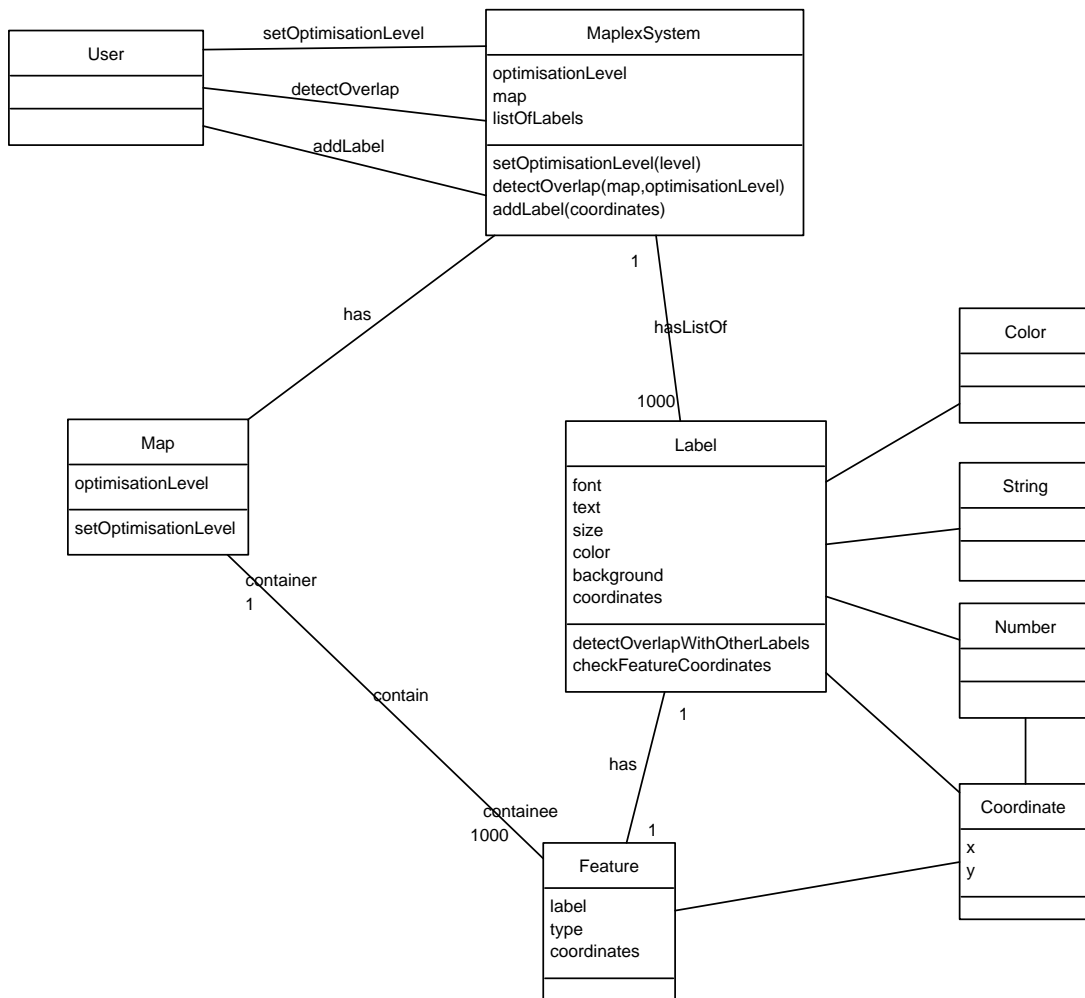 User
setOptimisationLevel
detectOverlap
addLabel
MaplexSystem
optimisationLevel
map
listOfLabels
setOptimisationLevel(level)
detectOverlap(map,optimisationLevel)
addLabel(coordinates)
has
1
hasListOf
1000
Color
Map
optimisationLevel
setOptimisationLevel
Label
font
text
size
color
background
coordinates
detectOverlapWithOtherLabels
checkFeatureCoordinates
String
Number
container
1
contain
containee
1000
1
has
1
Feature
label
type
coordinates
Coordinate
x
y